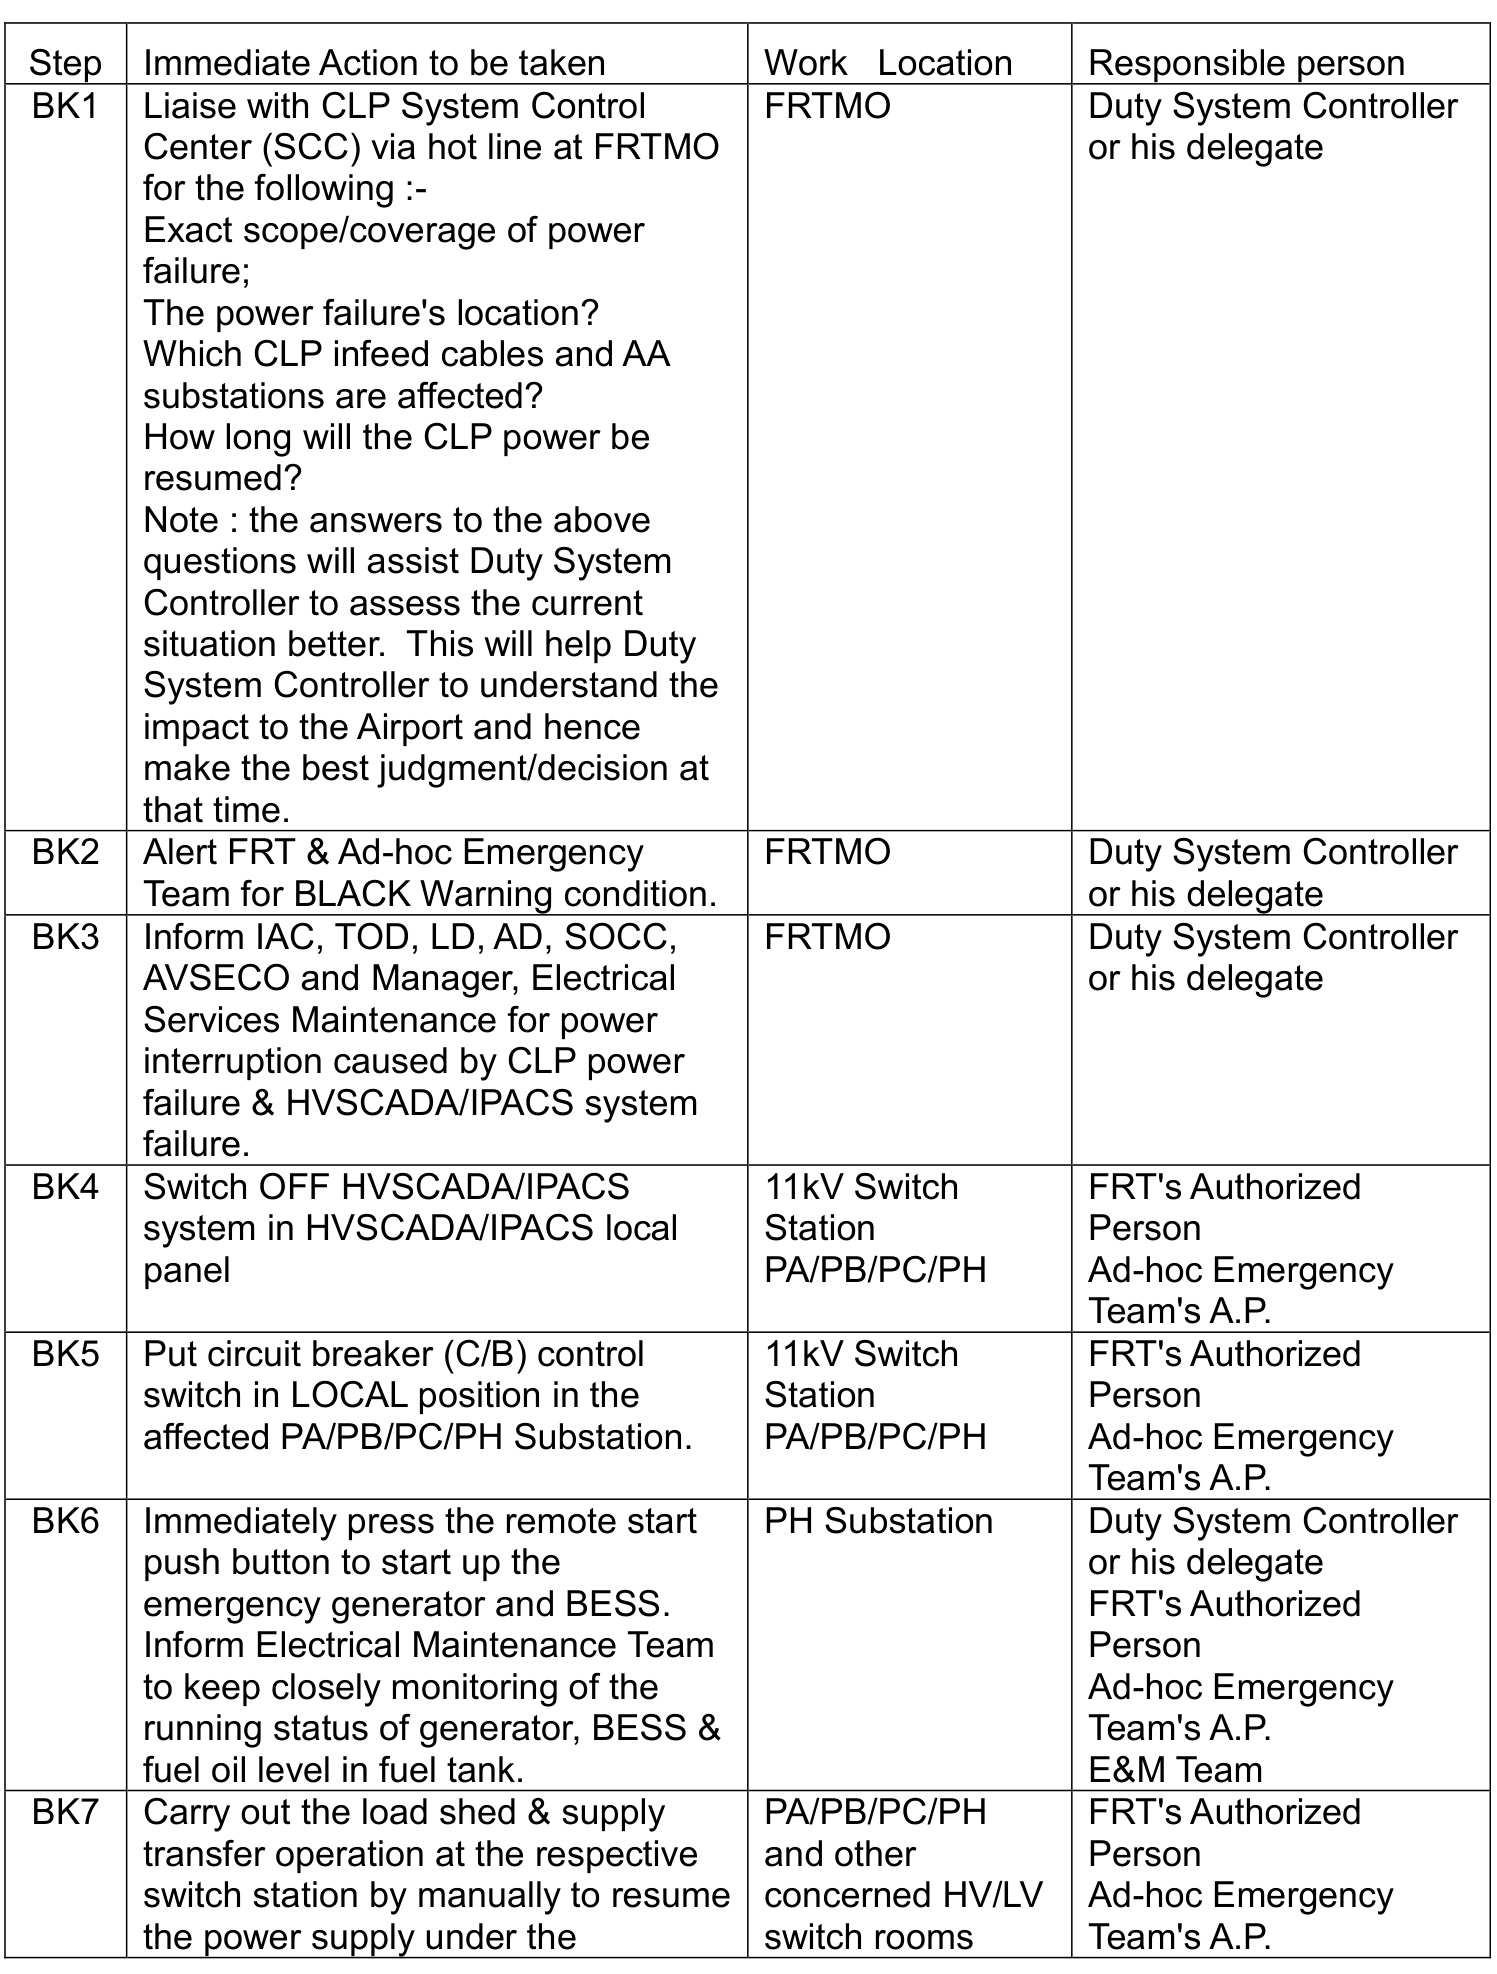 Step Immediate Action to be taken Work Location Responsible person
BK1 Liaise with CLP System Control FRTMO Duty System Controller
Center (SCC) via hot line at FRTMO or his delegate
for the following :-
Exact scope/coverage of power
failure;
The power failure's location?
Which CLP infeed cables and AA
substations are affected?
How long will the CLP power be
resumed?
Note : the answers to the above
questions will assist Duty System
Controller to assess the current
situation better. This will help Duty
System Controller to understand the
impact to the Airport and hence
make the best judgment/decision at
that time.
BK2 Alert FRT & Ad-hoc Emergency FRTMO Duty System Controller
Team for BLACK Warning condition. or his delegate
BK3 Inform IAC, TOD, LD, AD, SOCC, FRTMO Duty System Controller
AVSECO and Manager, Electrical or his delegate
Services Maintenance for power
interruption caused by CLP power
failure & HVSCADA/IPACS system
failure.
BK4 Switch OFF HVSCADA/IPACS 11kV Switch FRT's Authorized
system in HVSCADA/IPACS local Station Person
panel PA/PB/PC/PH Ad-hoc Emergency
Team's A.P.
BK5 Put circuit breaker (C/B) control 11kV Switch FRT's Authorized
switch in LOCAL position in the Station Person
affected PA/PB/PC/PH Substation. PA/PB/PC/PH Ad-hoc Emergency
Team's A.P.
BK6 Immediately press the remote start PH Substation Duty System Controller
push button to start up the or his delegate
emergency generator and BESS. FRT's Authorized
Inform Electrical Maintenance Team Person
to keep closely monitoring of the Ad-hoc Emergency
running status of generator, BESS & Team's A.P.
fuel oil level in fuel tank. E&M Team
BK7 Carry out the load shed & supply PA/PB/PC/PH FRT's Authorized
transfer operation at the respective and other Person
switch station by manually to resume concerned HV/LV Ad-hoc Emergency
the power supply under the switch rooms Team's A.P.